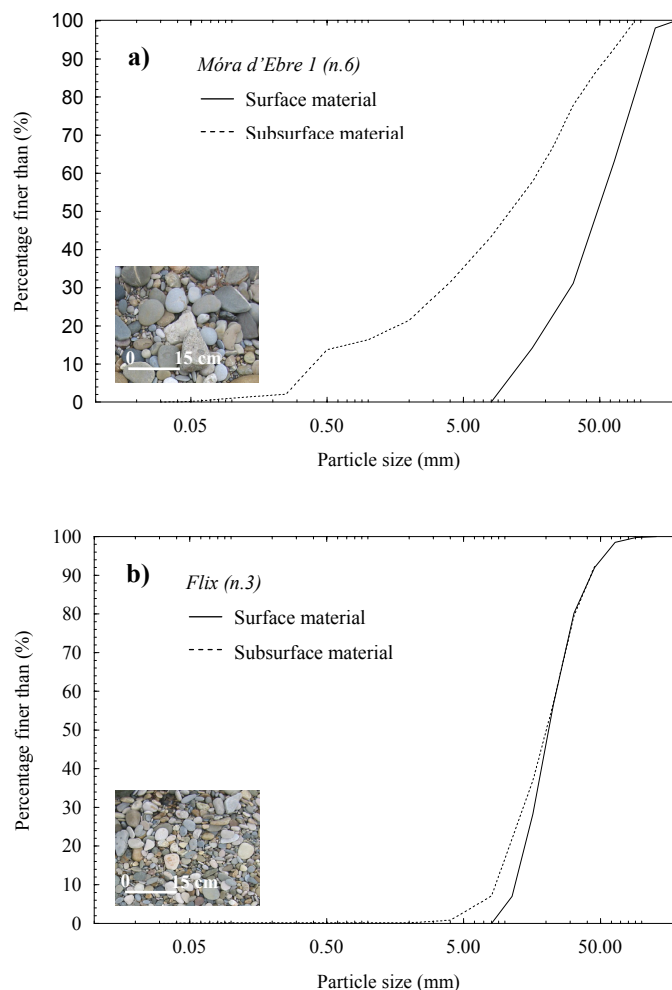 100
90
80
70
60
50
40
30
20
10
0
Percentage finer than (%)
a)
Móra d'Ebre 1 (n.6)
Surface material
Subsurface material
0 15 cm
0.05 0.50 5.00 50.00
Particle size (mm)
100
90
80
70
60
50
40
30
20
10
0
Percentage finer than (%)
b)
Flix (n.3)
Surface material
Subsurface material
0 15 cm
0.05 0.50 5.00 50.00
Particle size (mm)